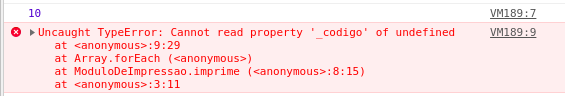 10 VM189:7
Uncaught TypeError: Cannot read property '_codigo' of undefined VM189:9
at <anonymous>:9:29
at Array.forEach (<anonymous>)
at ModuloDeImpressao.imprime (<anonymous>:8:15)
at <anonymous>:3:11